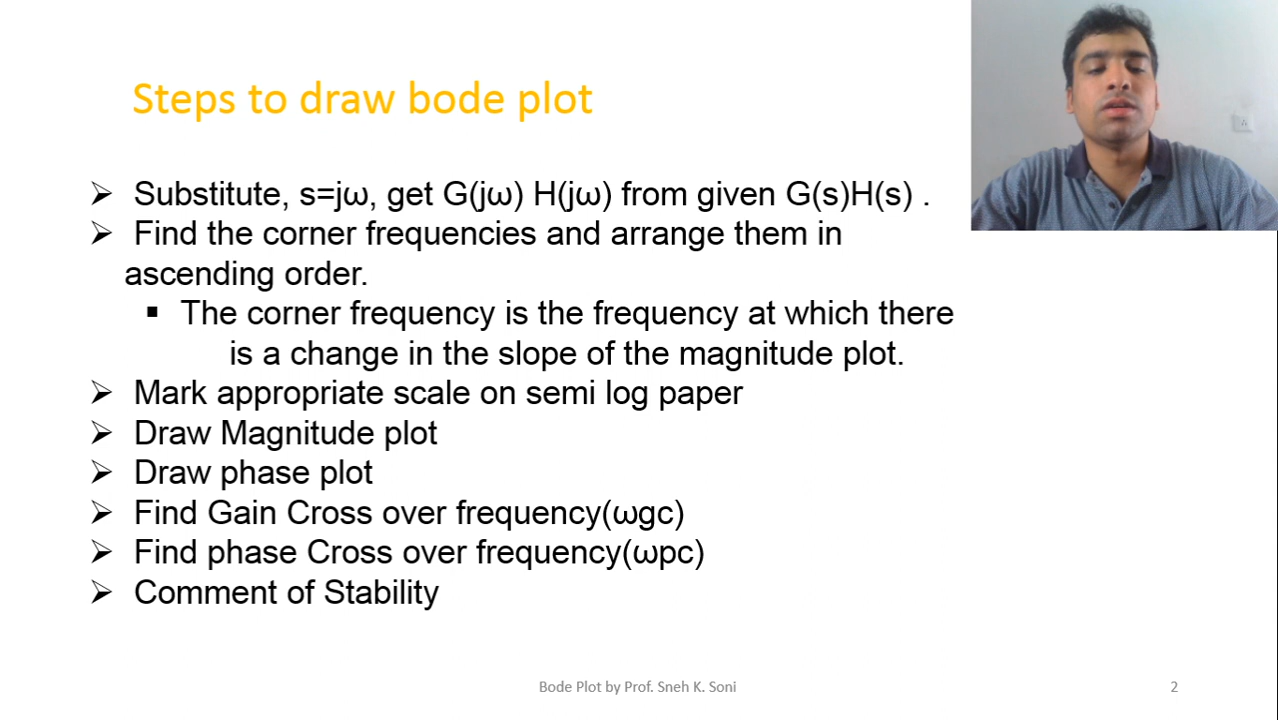 Steps to draw bode plot
➢ Substitute, s=jω, get G(jω) H(jω) from given G(s)H(s) .
➢ Find the corner frequencies and arrange them in
ascending order.
▪ The corner frequency is the frequency at which there
is a change in the slope of the magnitude plot.
➢ Mark appropriate scale on semi log paper
➢ Draw Magnitude plot
➢ Draw phase plot
➢ Find Gain Cross over frequency(ωgc)
➢ Find phase Cross over frequency(ωpc)
➢ Comment of Stability
Bode Plot by Prof. Sneh K. Soni
2